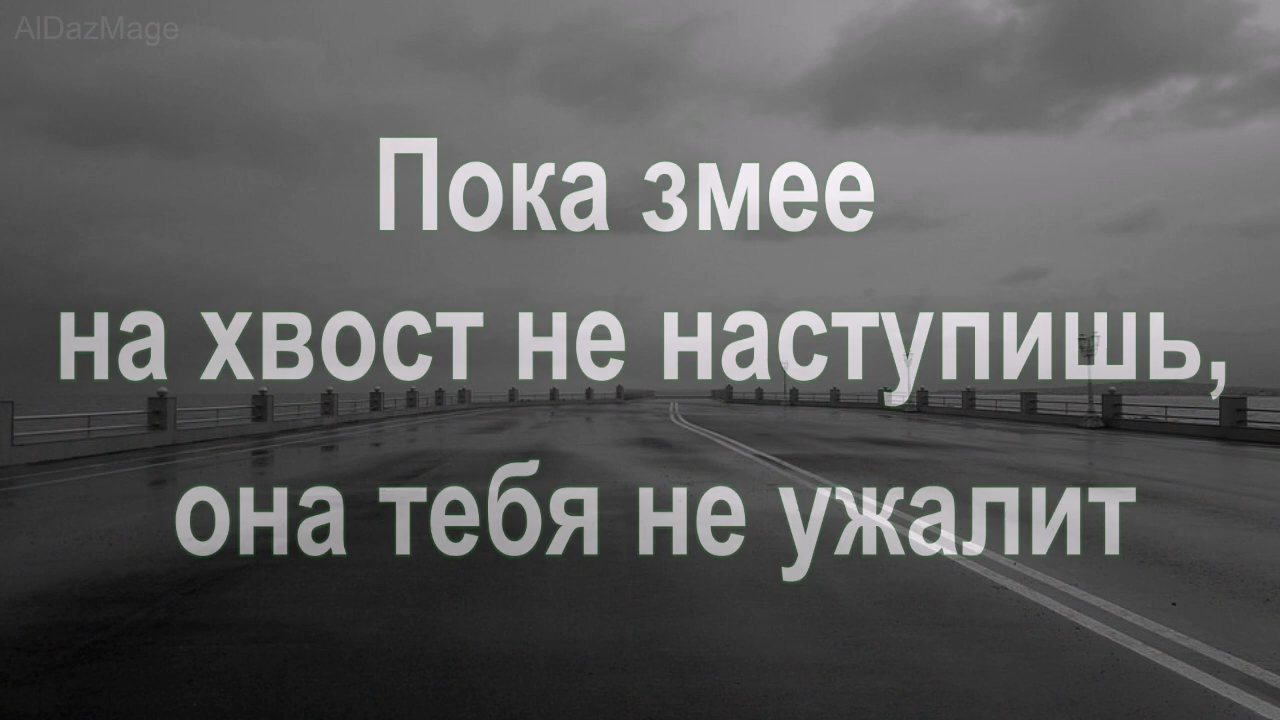 AlDazMage
Пока змее
на хвост не наступишь,
она тебя не ужалит